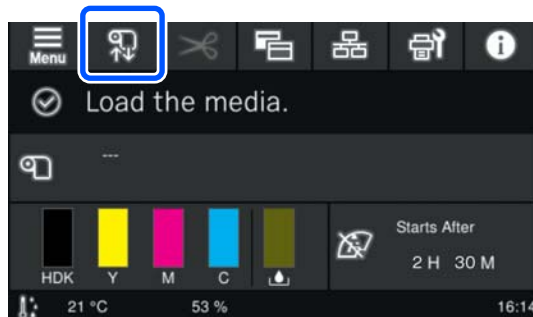 Menu
Load the media.
---
HDK Y M C
Starts After
2 H 30 M
21 °C 53 % 16:14